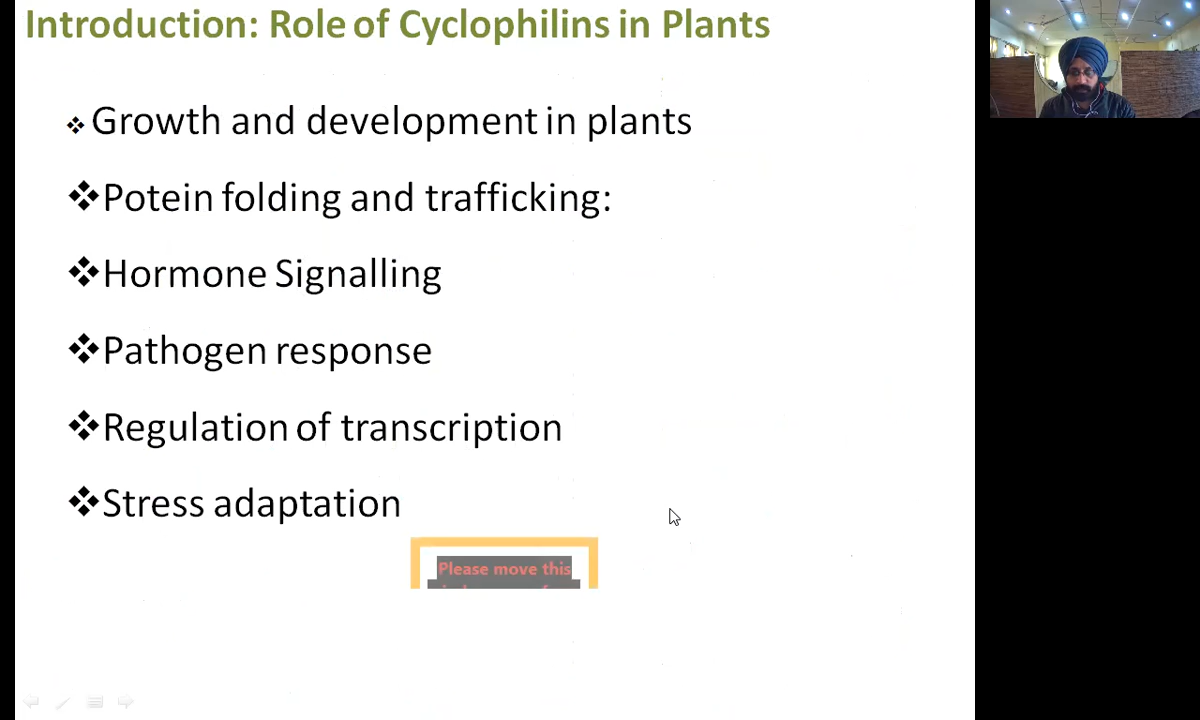 Introduction: Role of Cyclophilins in Plants
Growth and development in plants
Potein folding and trafficking:
Hormone Signalling
Pathogen response
Regulation of transcription
Stress adaptation
Please move this